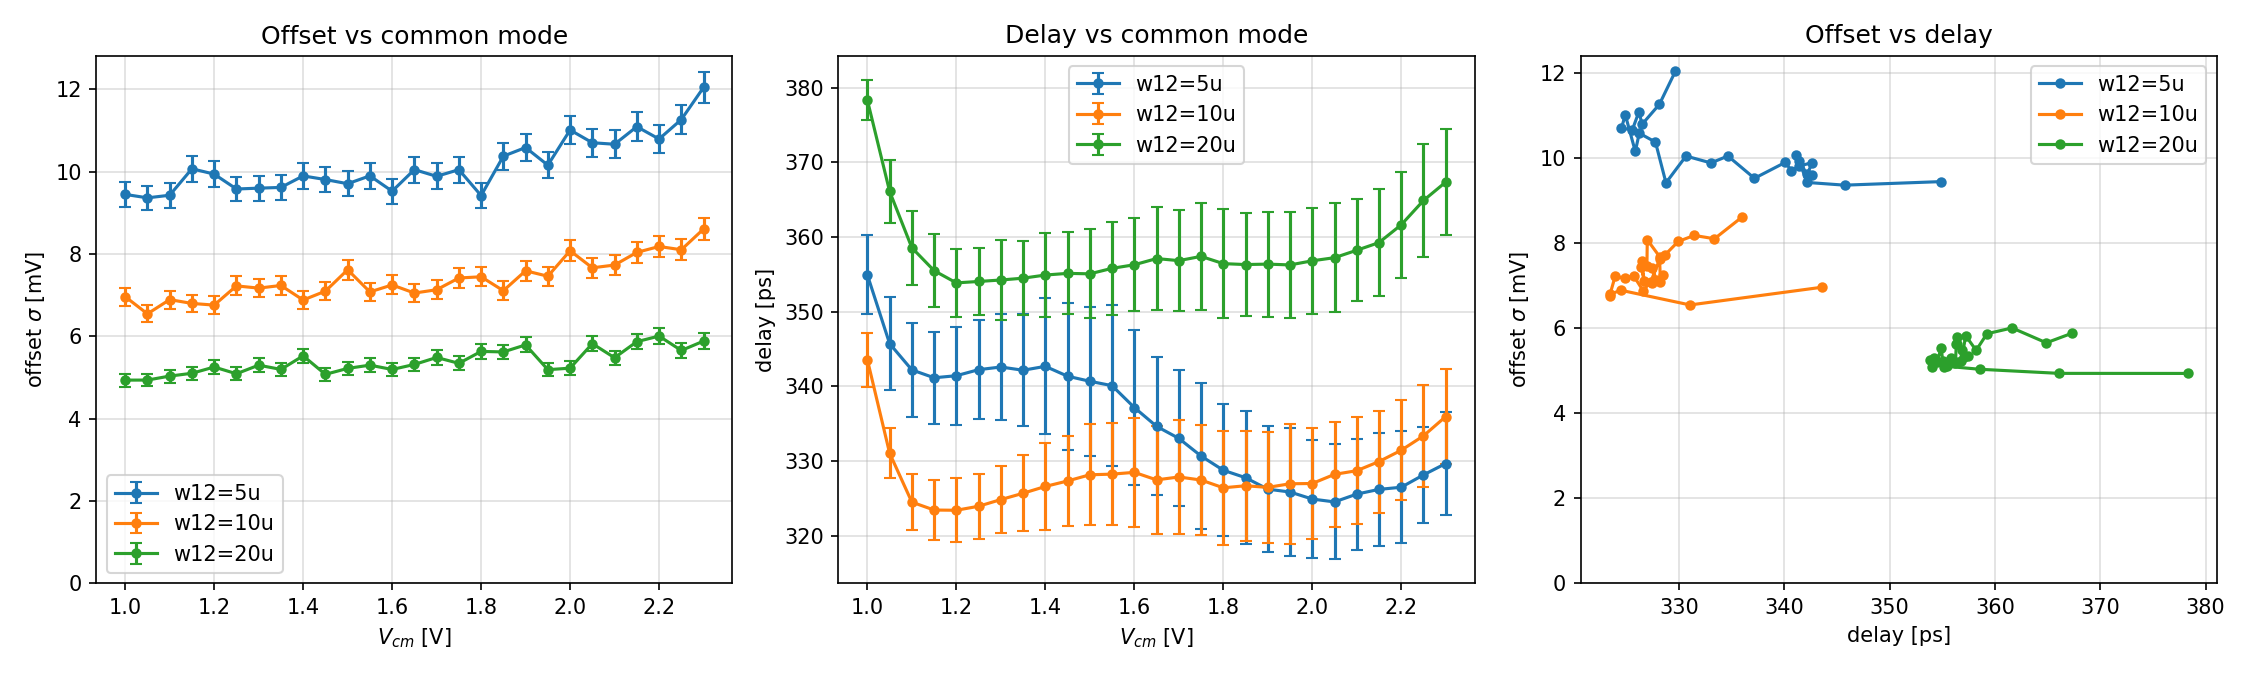 Offset vs common mode
offset σ [mV]
12
10
8
6
4
2
0
w12=5u
w12=10u
w12=20u
1.0 1.2 1.4 1.6 1.8 2.0 2.2
V_cm [V]
Delay vs common mode
delay [ps]
380
370
360
350
340
330
320
w12=5u
w12=10u
w12=20u
1.0 1.2 1.4 1.6 1.8 2.0 2.2
V_cm [V]
Offset vs delay
offset σ [mV]
12
10
8
6
4
2
0
w12=5u
w12=10u
w12=20u
330 340 350 360 370 380
delay [ps]